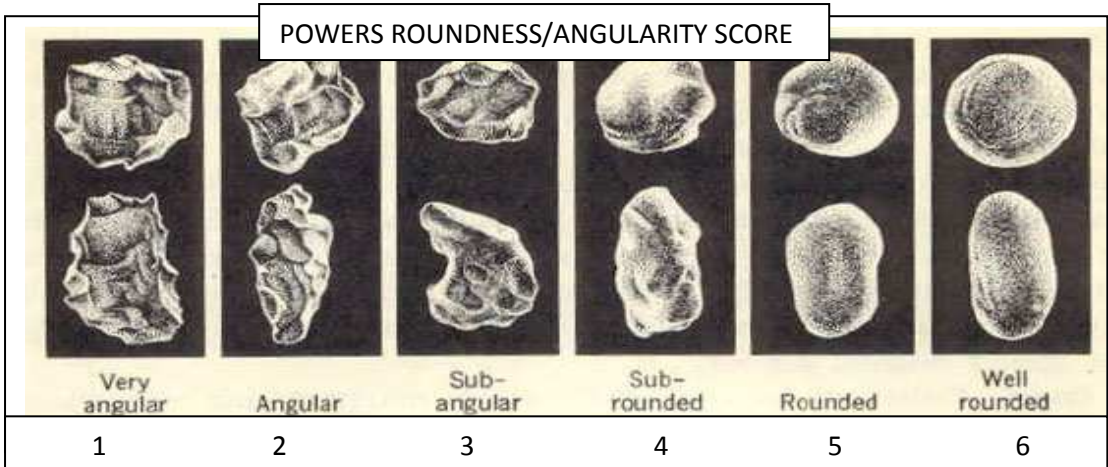 POWERS ROUNDNESS/ANGULARITY SCORE
Very
angular
Angular
Sub-
angular
Sub-
rounded
Rounded
Well
rounded
1 2 3 4 5 6